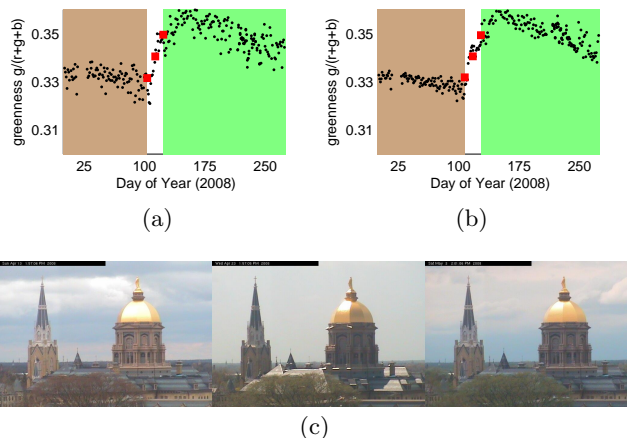 0.35
0.33
0.31
greenness g/(r+g+b)
25 100 175 250
Day of Year (2008)
(a)
0.35
0.33
0.31
greenness g/(r+g+b)
25 100 175 250
Day of Year (2008)
(b)
(c)